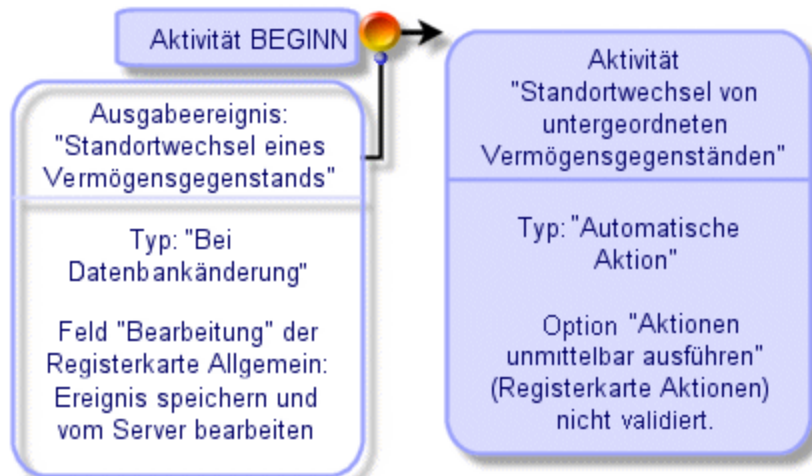 Aktivität BEGINN
Ausgabeereignis:
"Standortwechsel eines
Vermögensgegenstands"
Typ: "Bei
Datenbankänderung"
Feld "Bearbeitung" der
Registerkarte Allgemein:
Ereignis speichern und
vom Server bearbeiten
Aktivität
"Standortwechsel von
untergeordneten
Vermögensgegenständen"
Typ: "Automatische
Aktion"
Option "Aktionen
unmittelbar ausführen"
(Registerkarte Aktionen)
nicht validiert.